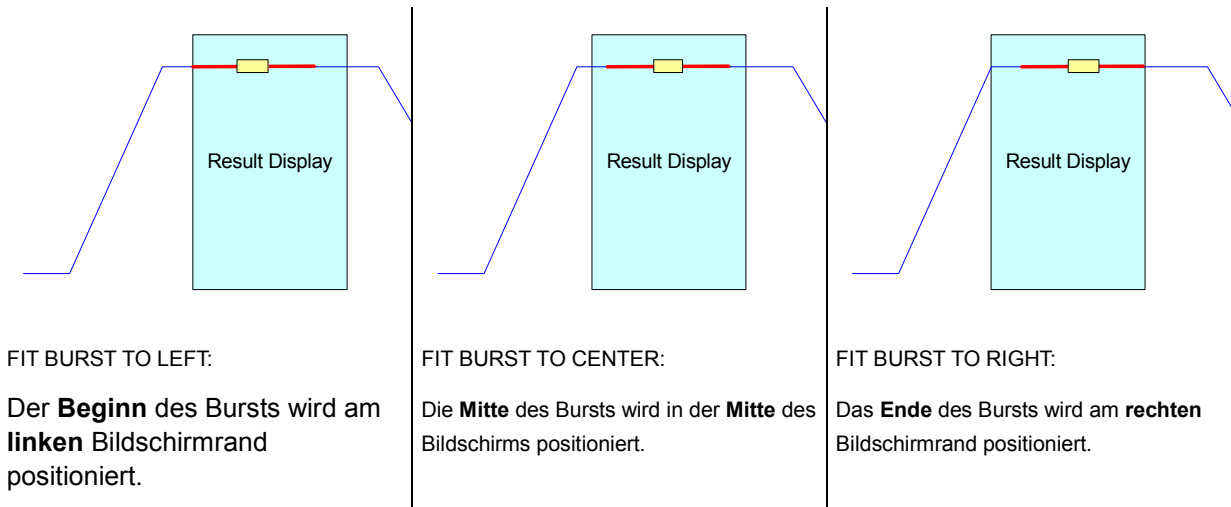 Result Display
Result Display
Result Display
FIT BURST TO LEFT:
Der Beginn des Bursts wird am
linken Bildschirmrand
positioniert.
FIT BURST TO CENTER:
Die Mitte des Bursts wird in der Mitte des
Bildschirms positioniert.
FIT BURST TO RIGHT:
Das Ende des Bursts wird am rechten
Bildschirmrand positioniert.